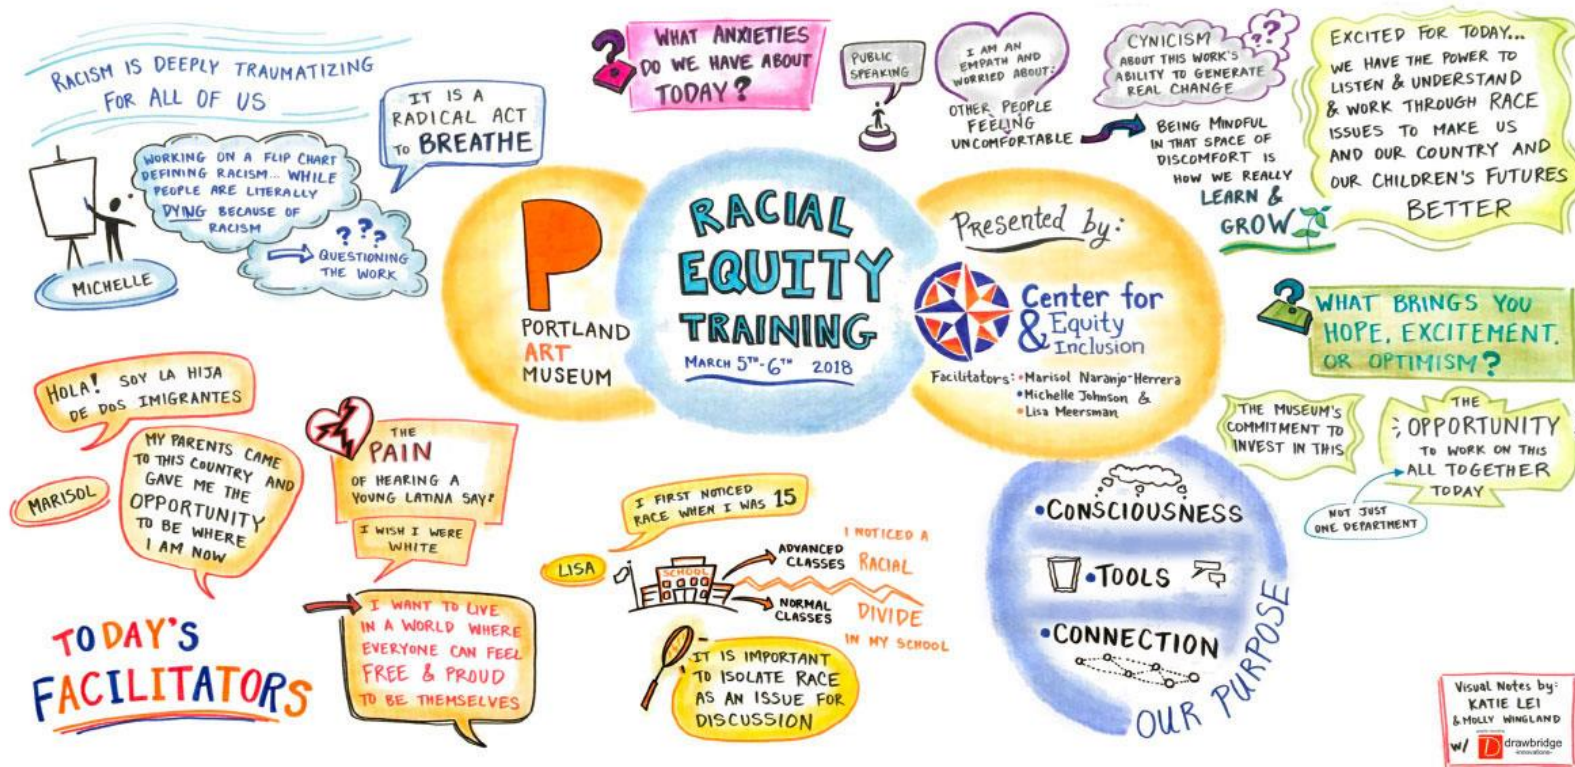 RACISM IS DEEPLY TRAUMATIZING
FOR ALL OF US
IT IS A
RADICAL ACT
TO BREATHE
WORKING ON A FLIP CHART
DEFINING RACISM... WHILE
PEOPLE ARE LITERALLY
DYING BECAUSE OF
RACISM
???
QUESTIONING
THE WORK
MICHELLE
?
WHAT ANXIETIES
DO WE HAVE ABOUT
TODAY?
PUBLIC
SPEAKING
I AM AN
EMPATH AND
WORRIED ABOUT:
OTHER PEOPLE
FEELING
UNCOMFORTABLE
CYNICISM
ABOUT THIS WORK'S
ABILITY TO GENERATE
REAL CHANGE
???
BEING MINDFUL
IN THAT SPACE OF
DISCOMFORT IS
HOW WE REALLY
LEARN &
GROW
EXCITED FOR TODAY...
WE HAVE THE POWER TO
LISTEN & UNDERSTAND
& WORK THROUGH RACE
ISSUES TO MAKE US
AND OUR COUNTRY AND
OUR CHILDREN'S FUTURES
BETTER
P
PORTLAND
ART
MUSEUM
RACIAL
EQUITY
TRAINING
MARCH 5TH-6TH 2018
Presented by:
Center for
& Equity
Inclusion
Facilitators: • Marisol Naranjo-Herrera
• Michelle Johnson &
• Lisa Meersman
?
WHAT BRINGS YOU
HOPE, EXCITEMENT,
OR OPTIMISM?
THE MUSEUM'S
COMMITMENT TO
INVEST IN THIS
THE
OPPORTUNITY
TO WORK ON THIS
ALL TOGETHER
TODAY
NOT JUST
ONE DEPARTMENT
HOLA! SOY LA HIJA
DE DOS IMIGRANTES
MARISOL
MY PARENTS CAME
TO THIS COUNTRY AND
GAVE ME THE
OPPORTUNITY
TO BE WHERE
I AM NOW
THE
PAIN
OF HEARING A
YOUNG LATINA SAY:
I WISH I WERE
WHITE
I WANT TO LIVE
IN A WORLD WHERE
EVERYONE CAN FEEL
FREE & PROUD
TO BE THEMSELVES
TODAY'S
FACILITATORS
I FIRST NOTICED
RACE WHEN I WAS 15
LISA
SCHOOL
ADVANCED
CLASSES
NORMAL
CLASSES
I NOTICED A
RACIAL
DIVIDE
IN MY SCHOOL
IT IS IMPORTANT
TO ISOLATE RACE
AS AN ISSUE FOR
DISCUSSION
• CONSCIOUSNESS
• TOOLS
• CONNECTION
OUR PURPOSE
Visual Notes by:
KATIE LEI
& MOLLY WINGLAND
w/ D drawbridge
-innovations-